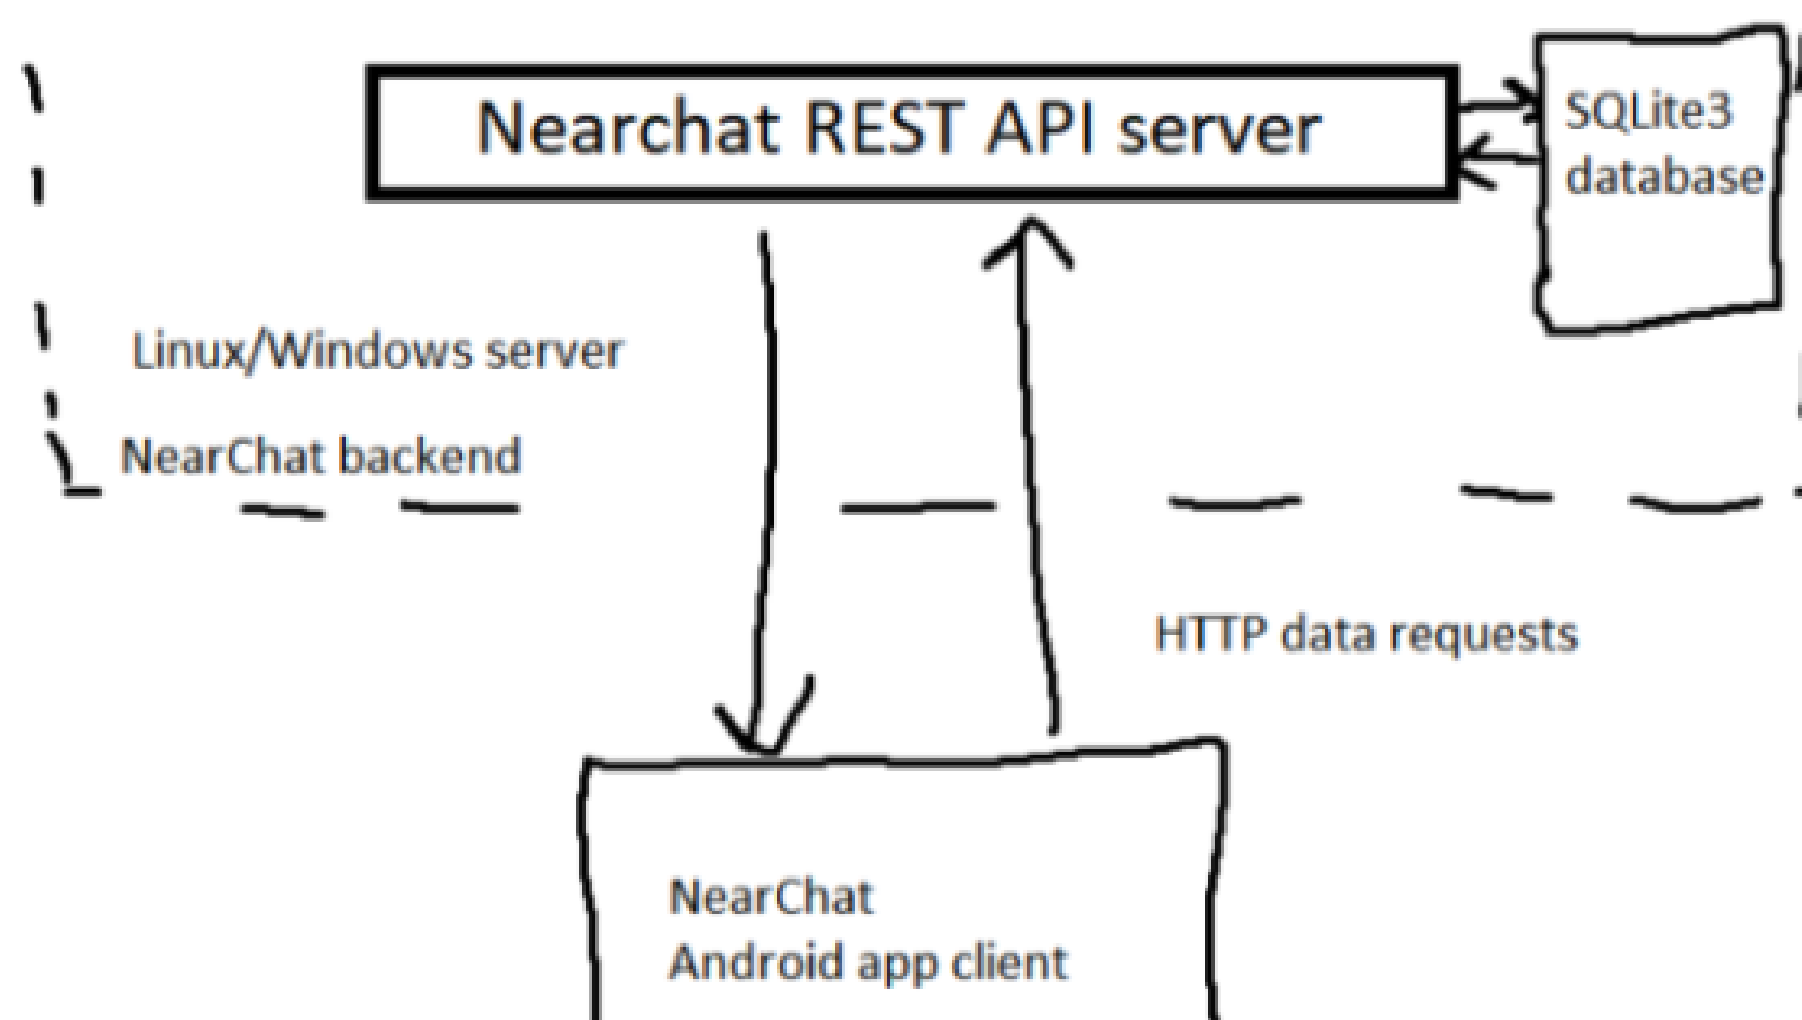 Nearchat REST API server
SQLite3
database
Linux/Windows server
NearChat backend
HTTP data requests
NearChat
Android app client